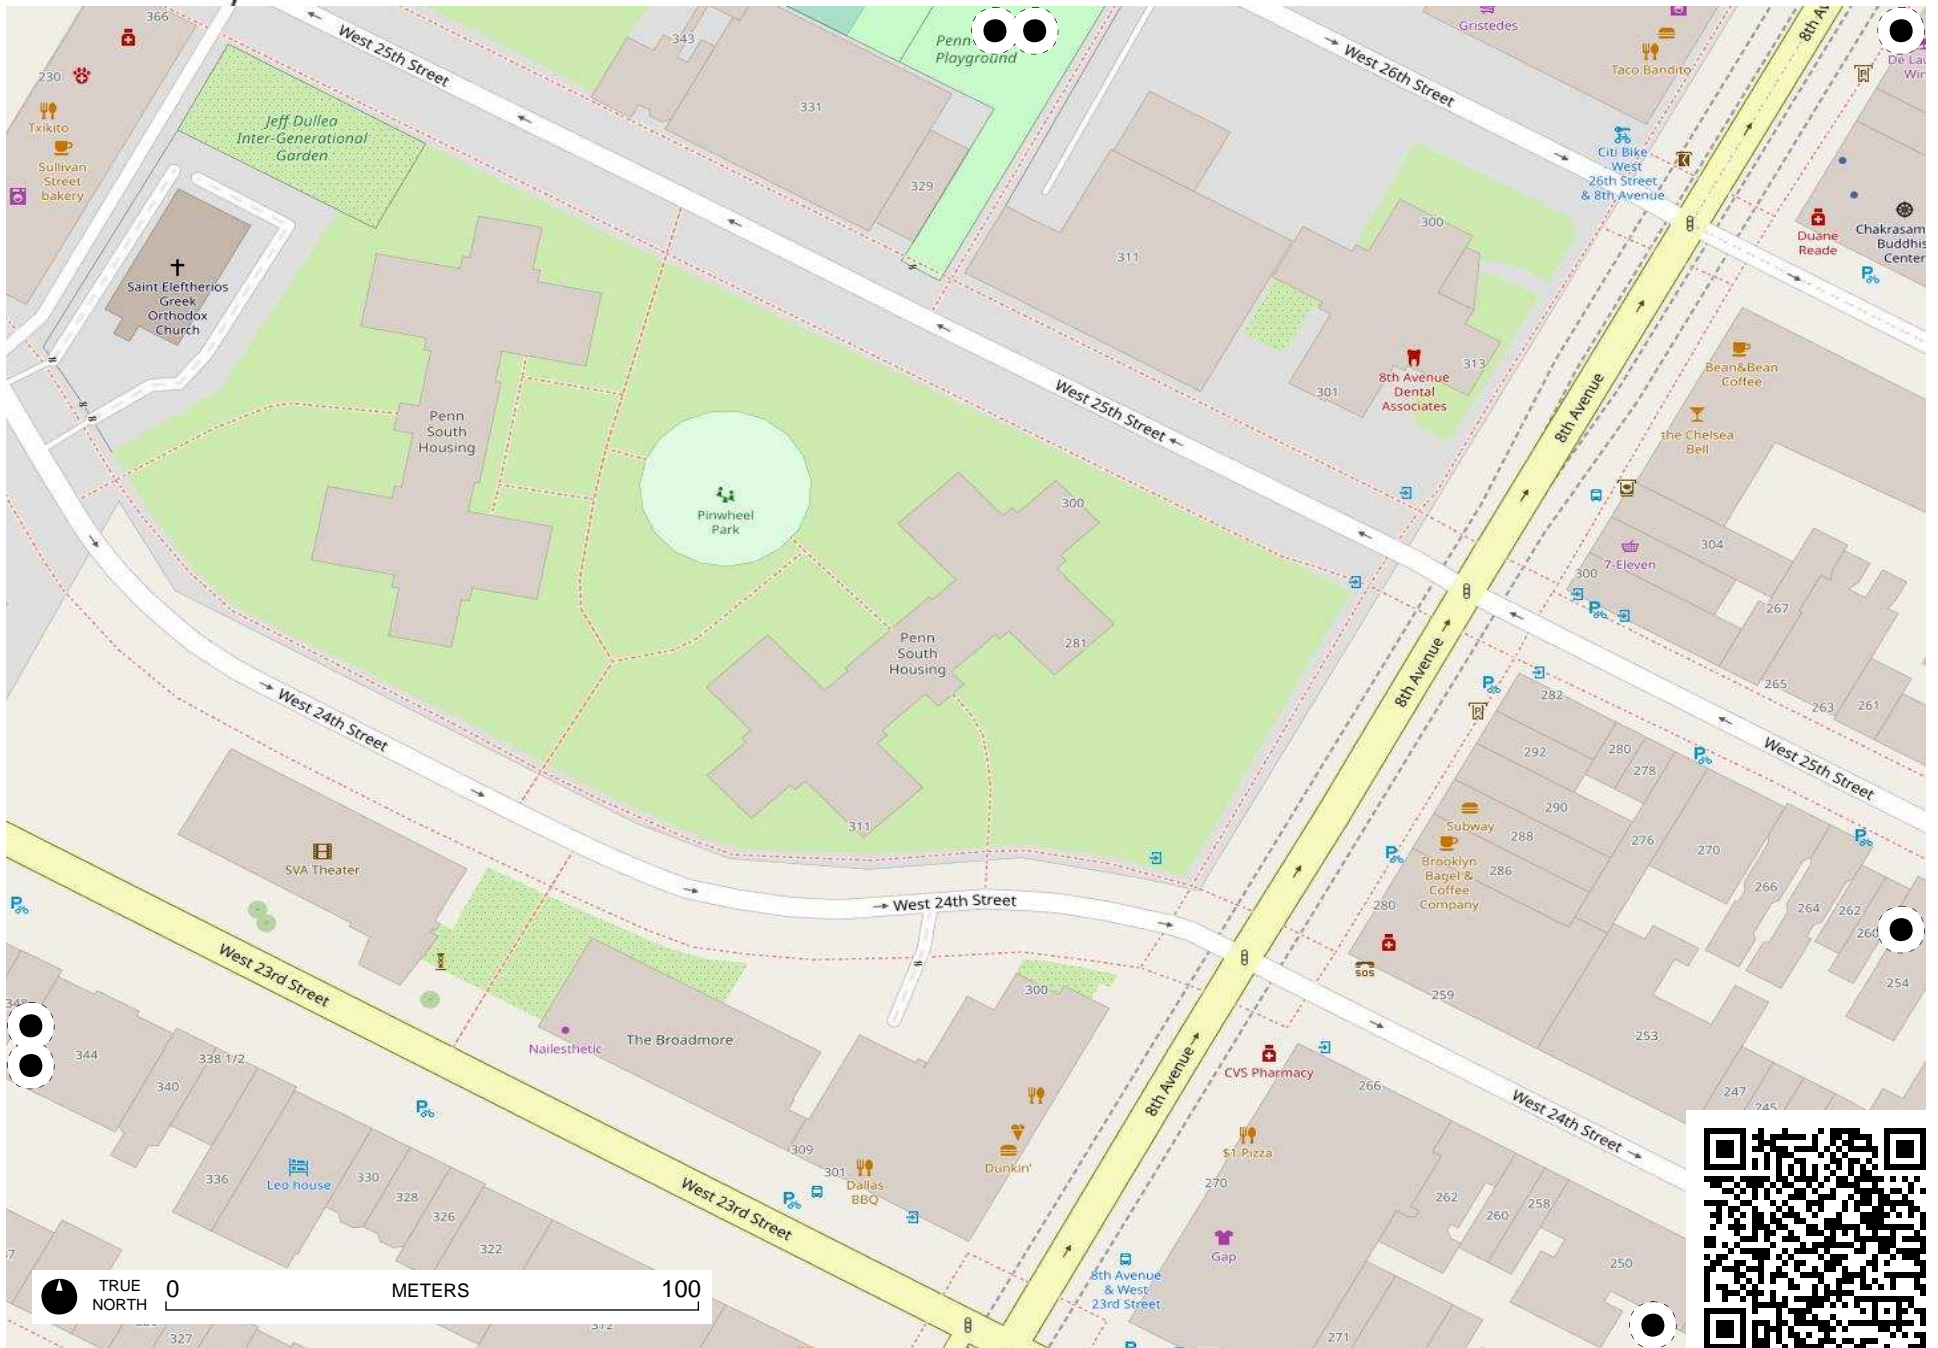 366
343
West 25th Street
Playground
331
Gristedes
Taco Bandito
West 26th Street
8th
230
Txikito
Sullivan
Street
bakery
Jeff Dullea
Inter-Generational
Garden
329
Citi Bike
- West
26th Street
& 8th Avenue
Duane
Reade
Buddhis
Center
300
311
Saint Eleftherios
Greek
Orthodox
Church
8th Avenue
Dental
Associates
313
301
West 25th Street
8th Avenue
Bean&Bean
Coffee
the Chelsea
Bell
Penn
South
Housing
Pinwheel
Park
300
304
7-Eleven
300
267
Penn
South
Housing
281
8th Avenue
265
263
261
282
292
280
278
West 25th Street
West 24th Street
290
Subway
288
276
270
Brooklyn
Bagel &
Coffee
Company
286
266
264
262
260
280
311
SVA Theater
West 24th Street
West 23rd Street
254
259
253
300
344
338 1/2
340
Nailesthetic
The Broadmore
8th Avenue
CVS Pharmacy
266
247
245
West 24th Street
SOS
$1 Pizza
Dunkin'
309
301
Dallas
BBQ
336
Leo house
330
328
326
322
West 23rd Street
270
262
260
258
250
Gap
8th Avenue
& West
23rd Street
TRUE
NORTH
0 METERS 100
327
312
271